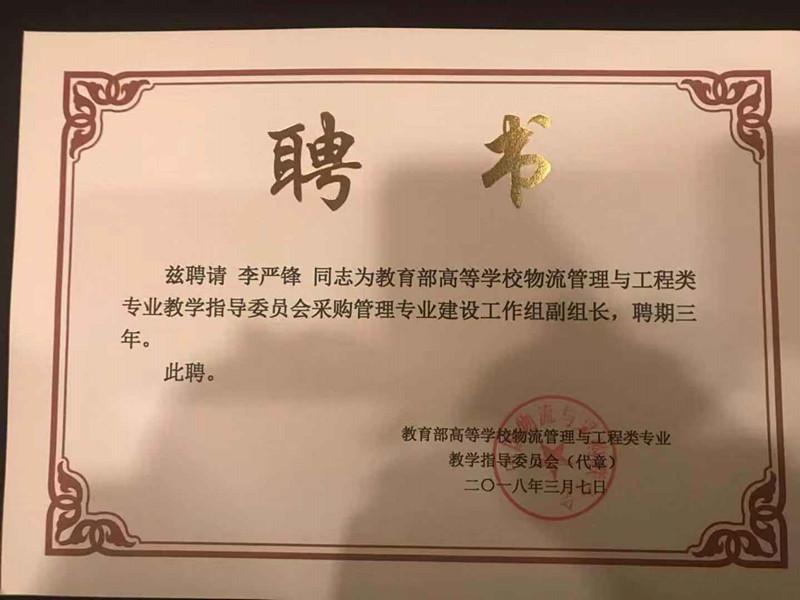 聘 书
兹聘请 李严锋 同志为教育部高等学校物流管理与工程类
专业教学指导委员会采购管理专业建设工作组副组长，聘期三
年。
此聘。
教育部高等学校物流管理与工程类专业
教学指导委员会（代章）
二〇一八年三月七日
物流与